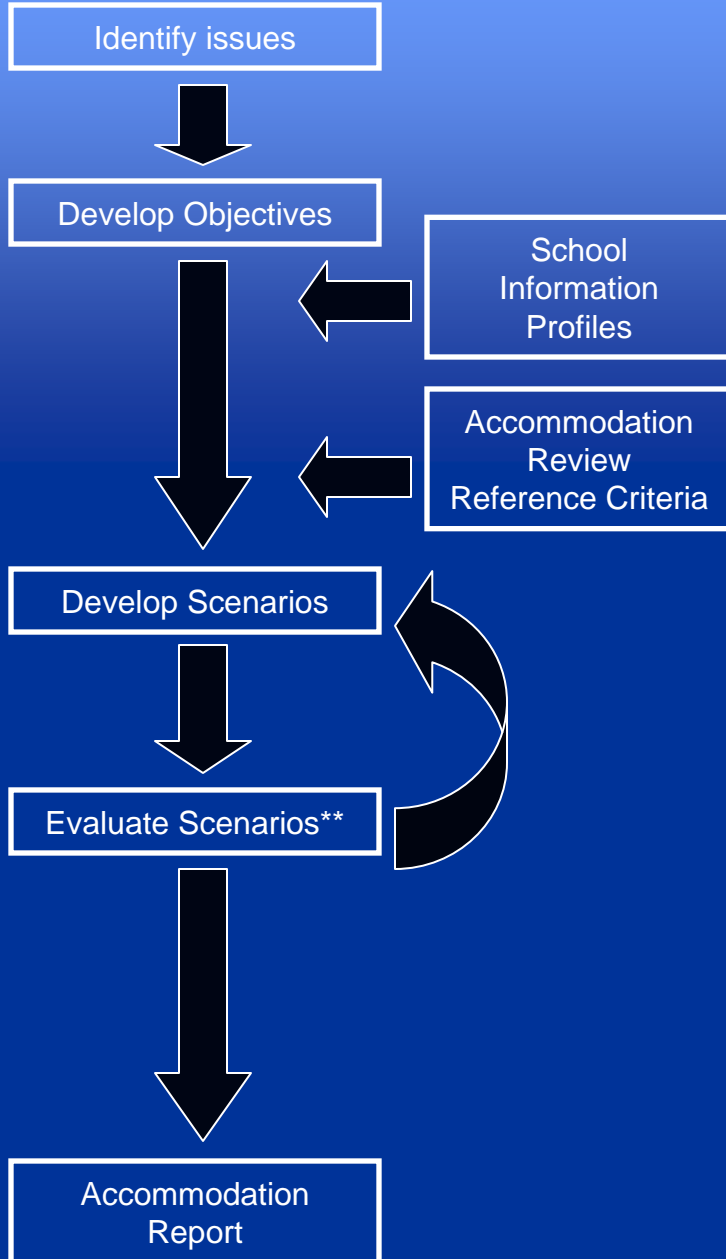 Identify issues
Develop Objectives
School
Information
Profiles
Accommodation
Review
Reference Criteria
Develop Scenarios
Evaluate Scenarios**
Accommodation
Report